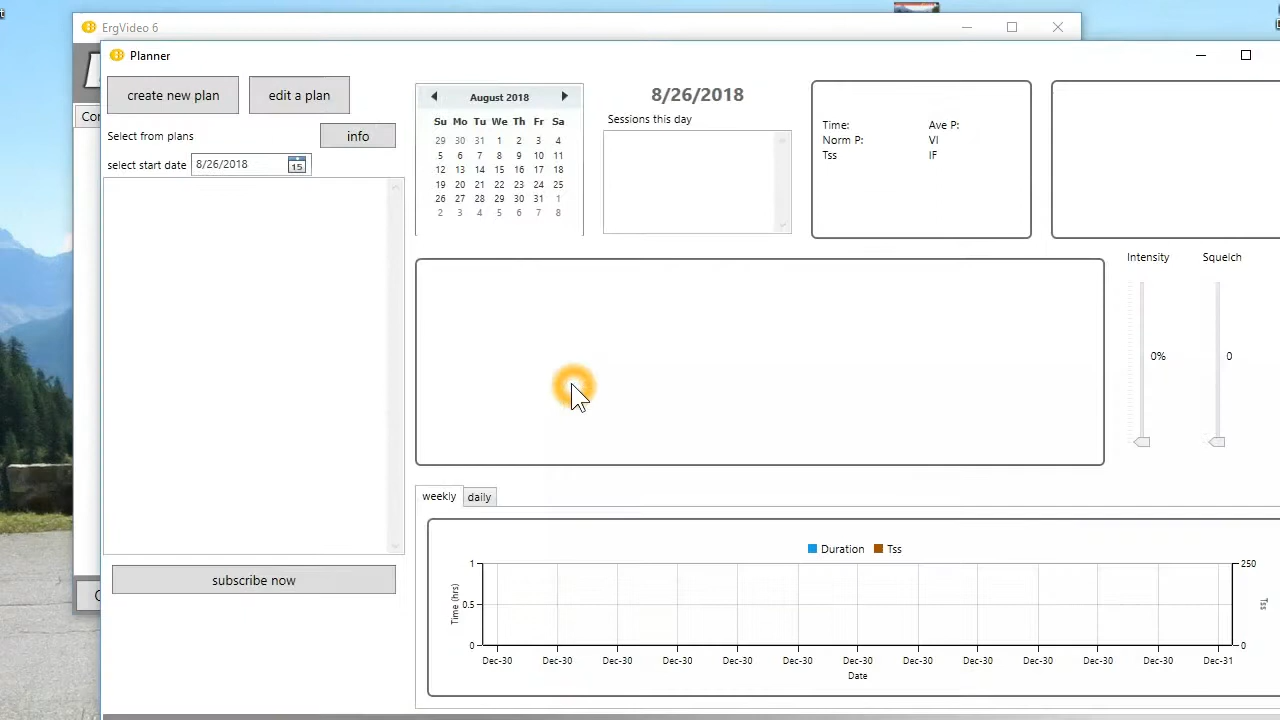 ErgVideo 6
Planner
create new plan
edit a plan
Select from plans
info
select start date 8/26/2018 15
August 2018
Su Mo Tu We Th Fr Sa
29 30 31 1 2 3 4
5 6 7 8 9 10 11
12 13 14 15 16 17 18
19 20 21 22 23 24 25
26 27 28 29 30 31 1
2 3 4 5 6 7 8
8/26/2018
Sessions this day
Time: Ave P:
Norm P: VI
Tss IF
Intensity
Squelch
0%
0
subscribe now
weekly
daily
Duration Tss
Time (hrs)
1
0.5
0
250
0
Tss
Dec-30 Dec-30 Dec-30 Dec-30 Dec-30 Dec-30 Dec-30 Dec-30 Dec-30 Dec-30 Dec-30 Dec-30 Dec-31
Date